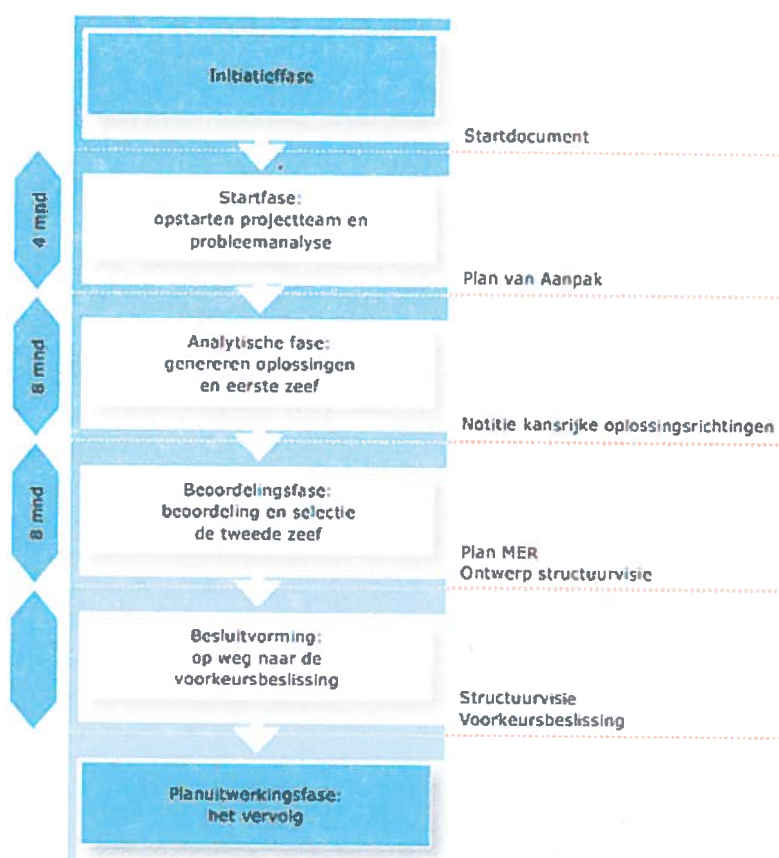 Initiatieffase
Startdocument
4 mnd
Startfase:
opstarten projectteam en
probleemanalyse
Plan van Aanpak
8 mnd
Analytische fase:
genereren oplossingen
en eerste zeef
Notitie kansrijke oplossingsrichtingen
8 mnd
Beoordelingsfase:
beoordeling en selectie
de tweede zeef
Plan MER
Ontwerp structuurvisie
Besluitvorming:
op weg naar de
voorkeursbeslissing
Structuurvisie
Voorkeursbeslissing
Planuitwerkingsfase:
het vervolg